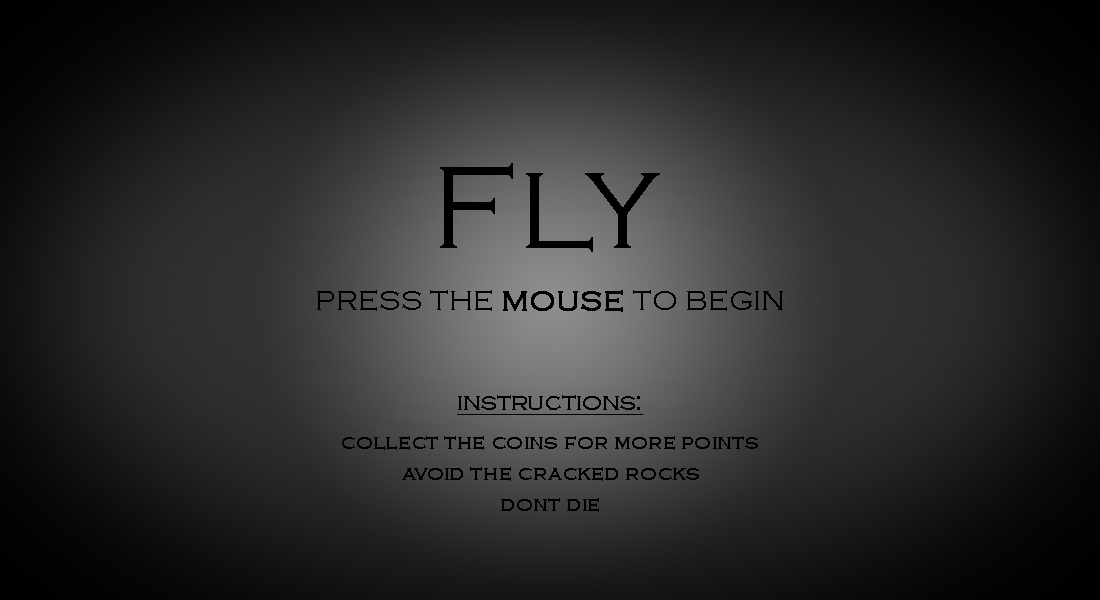 FLY
PRESS THE MOUSE TO BEGIN
INSTRUCTIONS:
COLLECT THE COINS FOR MORE POINTS
AVOID THE CRACKED ROCKS
DONT DIE